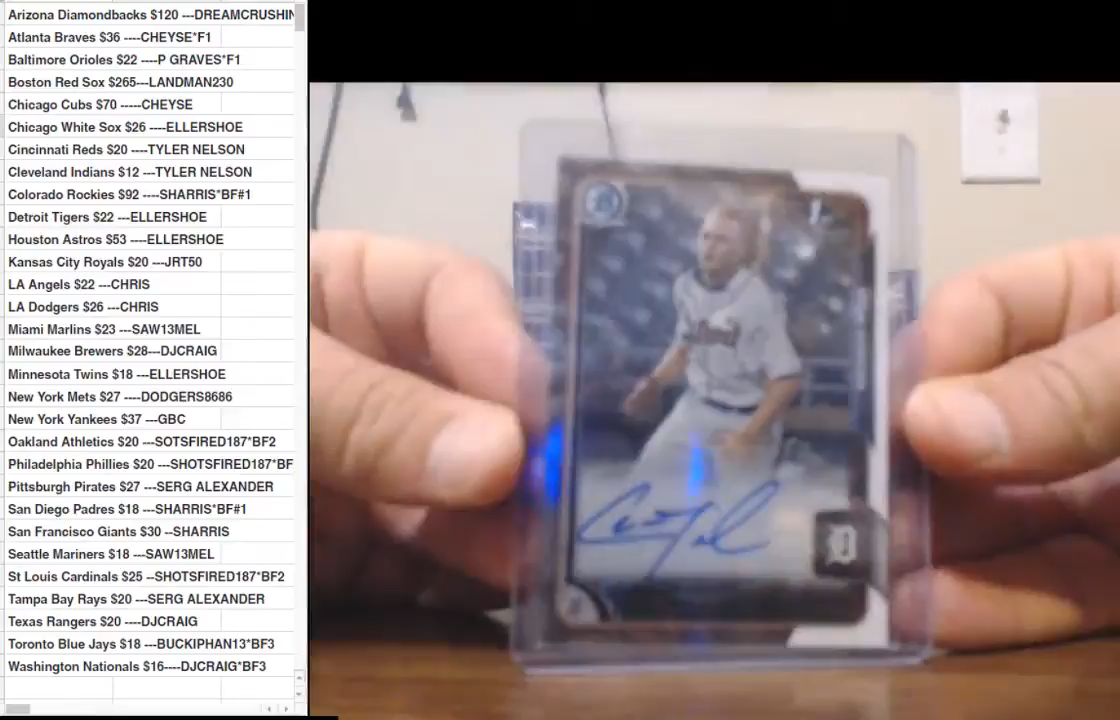 Arizona Diamondbacks $120 ---DREAMCRUSHIN
Atlanta Braves $36 ----CHEYSE*F1
Baltimore Orioles $22 ----P GRAVES*F1
Boston Red Sox $265---LANDMAN230
Chicago Cubs $70 -----CHEYSE
Chicago White Sox $26 ----ELLERSHOE
Cincinnati Reds $20 ----TYLER NELSON
Cleveland Indians $12 ---TYLER NELSON
Colorado Rockies $92 ----SHARRIS*BF#1
Detroit Tigers $22 ---ELLERSHOE
Houston Astros $53 ----ELLERSHOE
Kansas City Royals $20 ---JRT50
LA Angels $22 ----CHRIS
LA Dodgers $26 ---CHRIS
Miami Marlins $23 ---SAW13MEL
Milwaukee Brewers $28---DJCRAIG
Minnesota Twins $18 ---ELLERSHOE
New York Mets $27 ----DODGERS8686
New York Yankees $37 ---GBC
Oakland Athletics $20 ---SOTSFIRED187*BF2
Philadelphia Phillies $20 ---SHOTSFIRED187*BF
Pittsburgh Pirates $27 ---SERG ALEXANDER
San Diego Padres $18 ---SHARRIS*BF#1
San Francisco Giants $30 --SHARRIS
Seattle Mariners $18 ---SAW13MEL
St Louis Cardinals $25 --SHOTSFIRED187*BF2
Tampa Bay Rays $20 ---SERG ALEXANDER
Texas Rangers $20 ----DJCRAIG
Toronto Blue Jays $18 ---BUCKIPHAN13*BF3
Washington Nationals $16----DJCRAIG*BF3
D